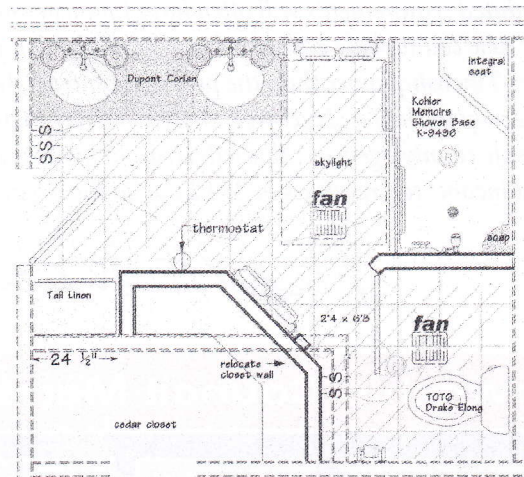 Dupont Corian
integral
seat
Kohler
Memoirs
Shower Base
K-9490
R
S
S
S
skylight
fan
soap
thermostat
Tall Linen
2'4 x 6'8
fan
24 ½"
relocate
closet wall
S
S
TOTO
Drake Elong
cedar closet